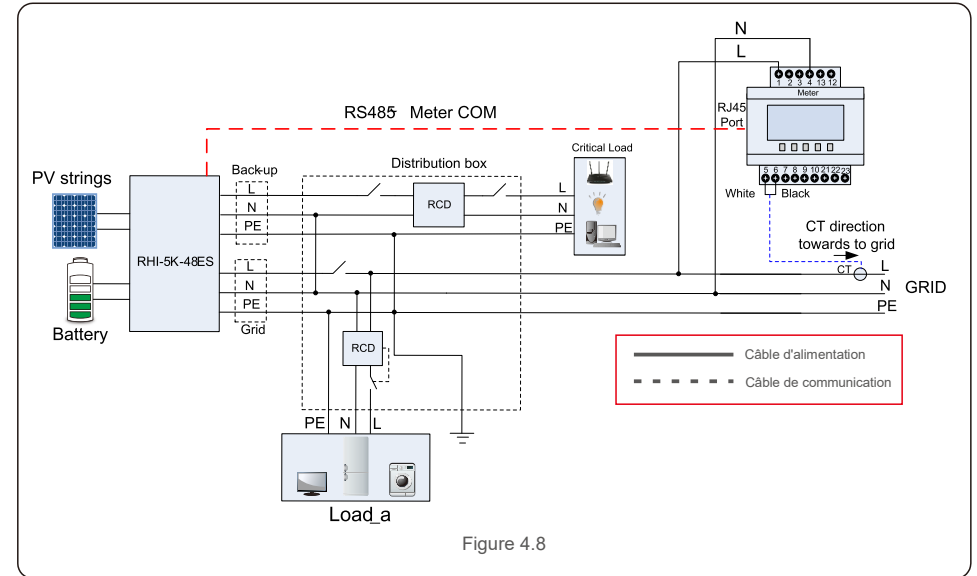 N
L
1 2 3 4 13 12
Meter
RJ45
Port
RS485 Meter COM
5 6 7 8 9 10 21 22 23
White
Black
Critical Load
Distribution box
Back-up
PV strings
L
N
PE
RCD
L
N
PE
CT direction
towards to grid
RHI-5K-48ES
CT
L
N
PE
GRID
L
N
PE
Grid
Battery
RCD
Câble d'alimentation
Câble de communication
PE N L
Load_a
Figure 4.8